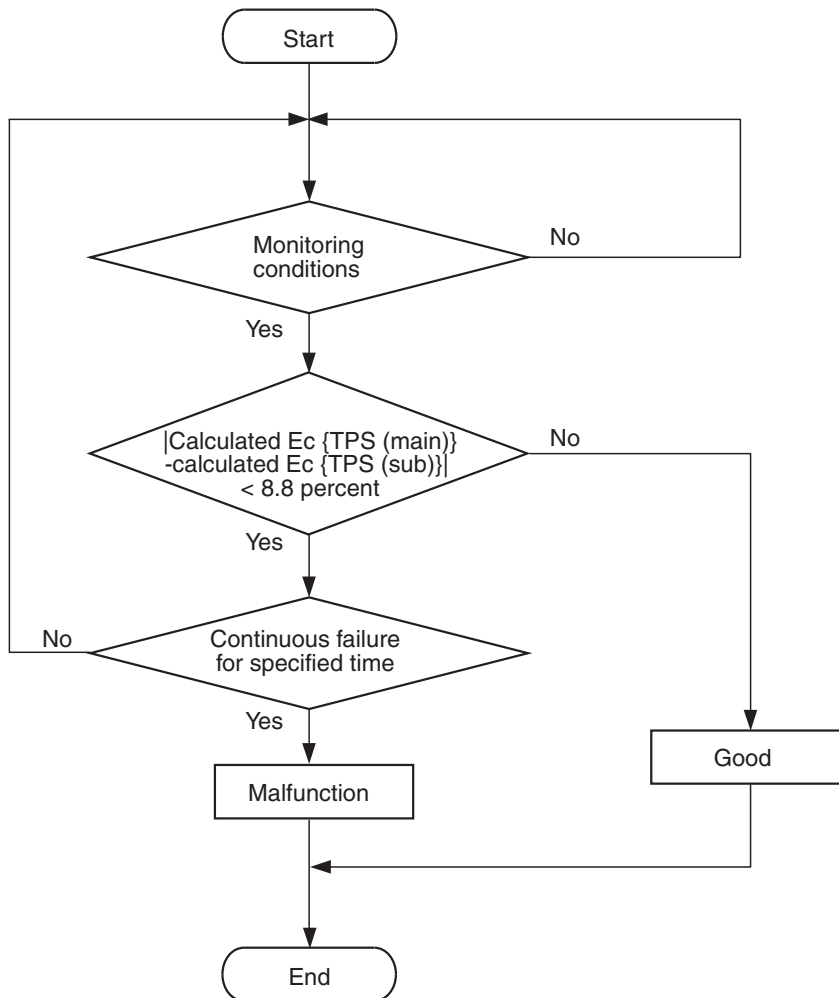 Start
Monitoring
conditions
No
Yes
|Calculated Ec {TPS (main)}
-calculated Ec {TPS (sub)}|
< 8.8 percent
No
Yes
Continuous failure
for specified time
No
Yes
Malfunction
Good
End